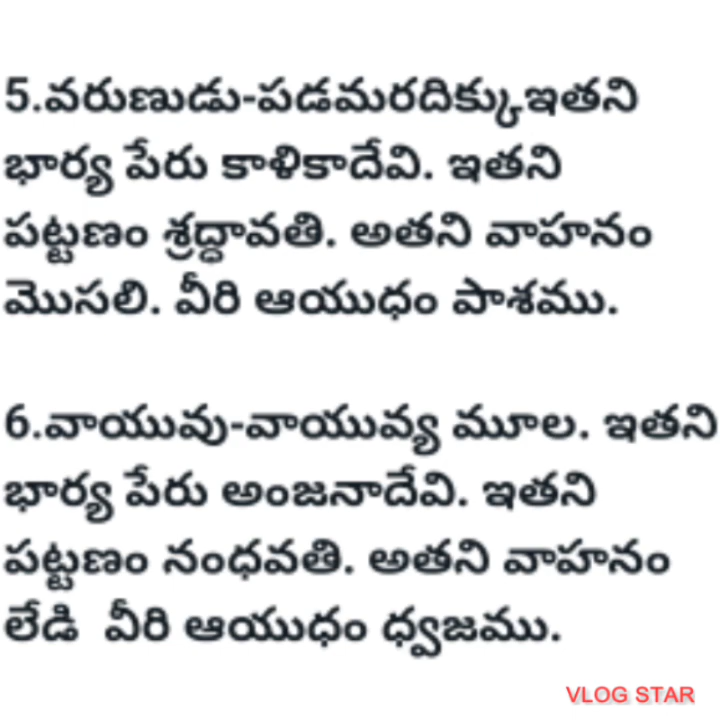 5.వరుణుడు-పడమరదిక్కుఇతని
భార్య పేరు కాళికాదేవి. ఇతని
పట్టణం శ్రద్ధావతి. అతని వాహనం
మొసలి. వీరి ఆయుధం పాశము.
6.వాయువు-వాయువ్య మూల. ఇతని
భార్య పేరు అంజనాదేవి. ఇతని
పట్టణం నంధవతి. అతని వాహనం
లేడి  వీరి ఆయుధం ధ్వజము.
VLOG STAR